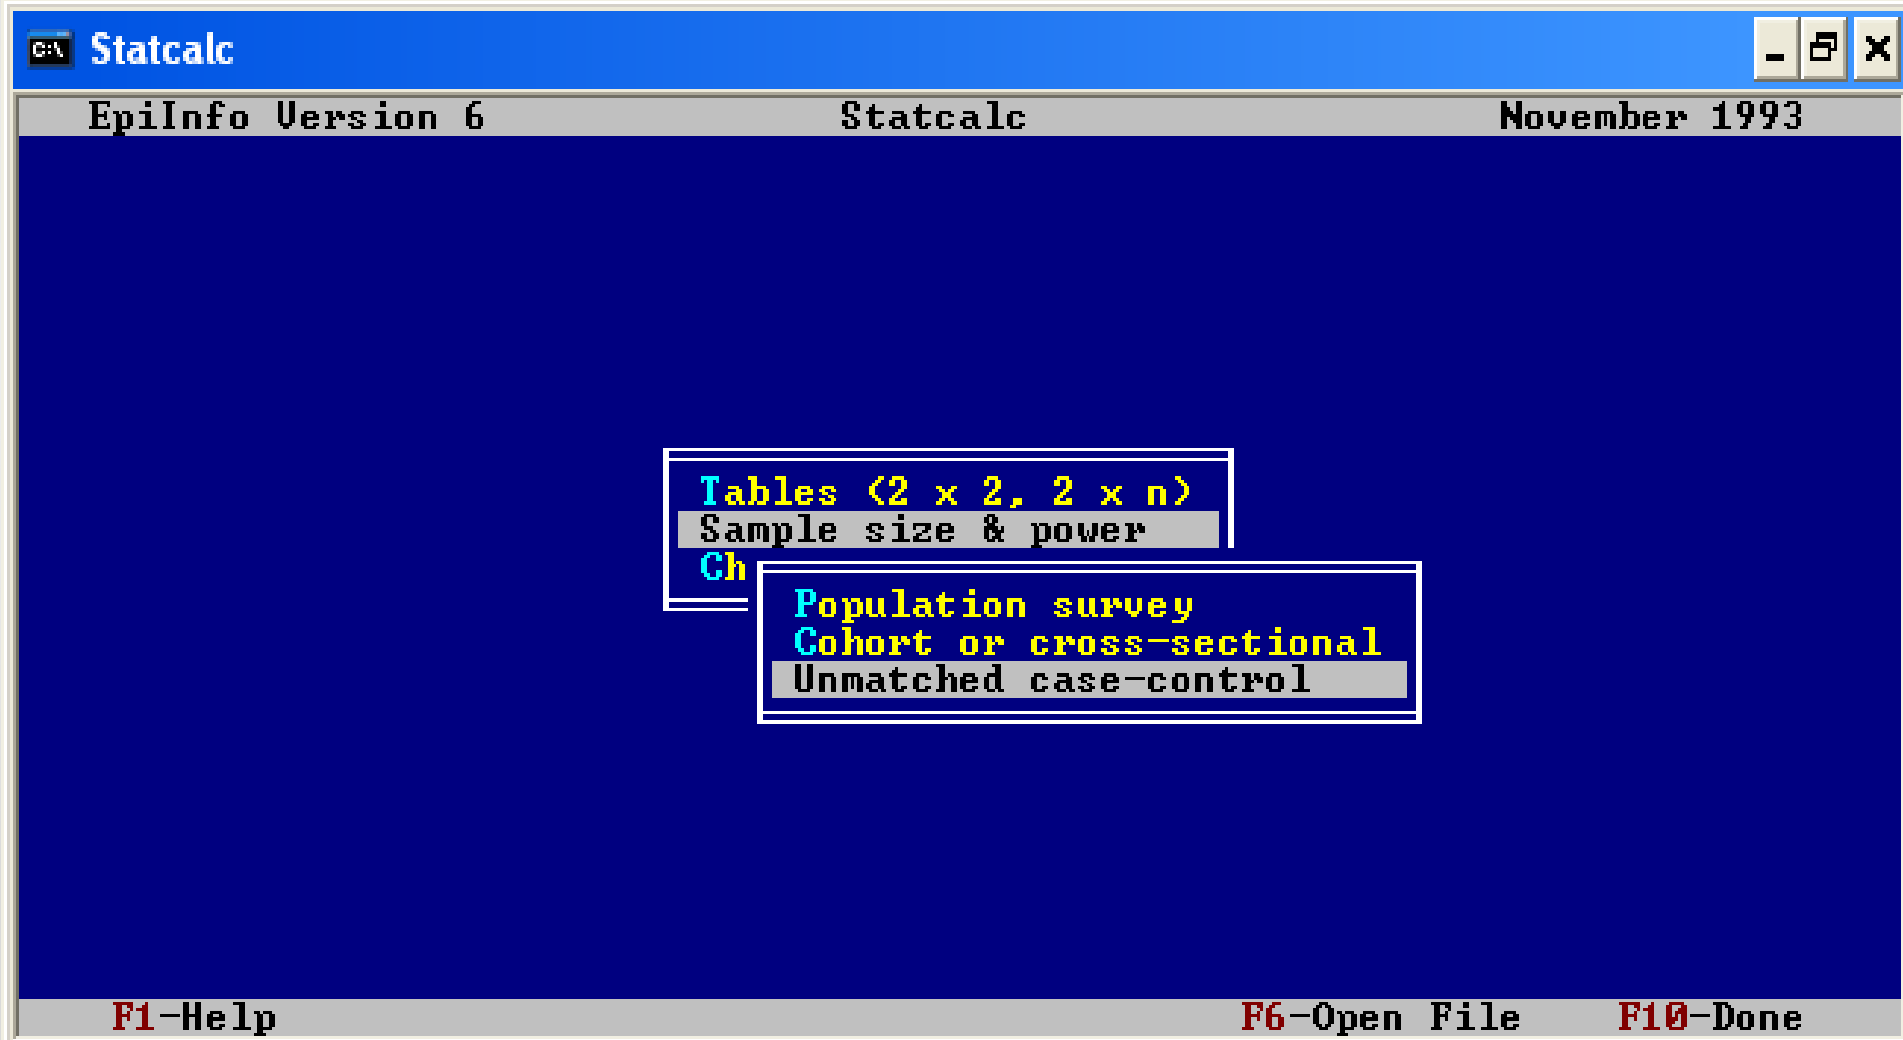 Statcalc
EpiInfo Version 6 Statcalc November 1993
Tables (2 x 2, 2 x n)
Sample size & power
Ch
Population survey
Cohort or cross-sectional
Unmatched case-control
F1-Help F6-Open File F10-Done